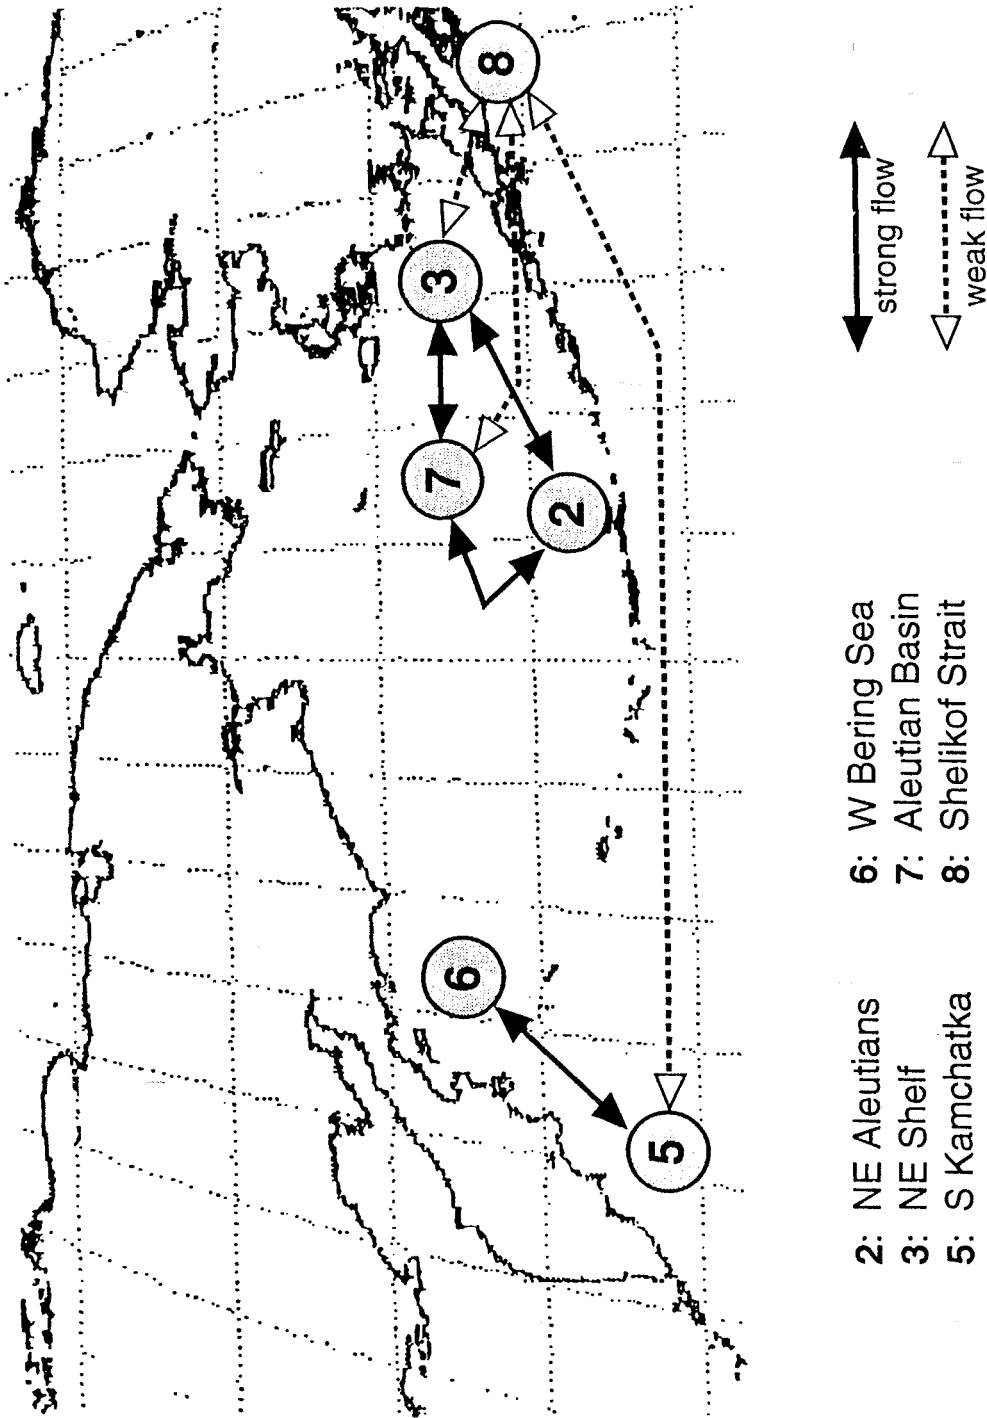 8
3
7
2
6
5
strong flow
weak flow
2: NE Aleutians
3: NE Shelf
5: S Kamchatka
6: W Bering Sea
7: Aleutian Basin
8: Shelikof Strait